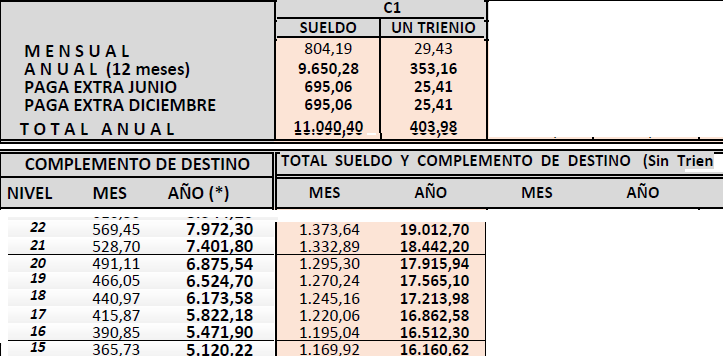 C1
SUELDO UN TRIENIO
MENSUAL 804,19 29,43
ANUAL (12 meses) 9.650,28 353,16
PAGA EXTRA JUNIO 695,06 25,41
PAGA EXTRA DICIEMBRE 695,06 25,41
TOTAL ANUAL 11.040,40 403,98
COMPLEMENTO DE DESTINO TOTAL SUELDO Y COMPLEMENTO DE DESTINO (Sin Trien
NIVEL MES AÑO (*) MES AÑO MES AÑO
22 569,45 7.972,30 1.373,64 19.012,70
21 528,70 7.401,80 1.332,89 18.442,20
20 491,11 6.875,54 1.295,30 17.915,94
19 466,05 6.524,70 1.270,24 17.565,10
18 440,97 6.173,58 1.245,16 17.213,98
17 415,87 5.822,18 1.220,06 16.862,58
16 390,85 5.471,90 1.195,04 16.512,30
15 365,73 5.120,22 1.169,92 16.160,62